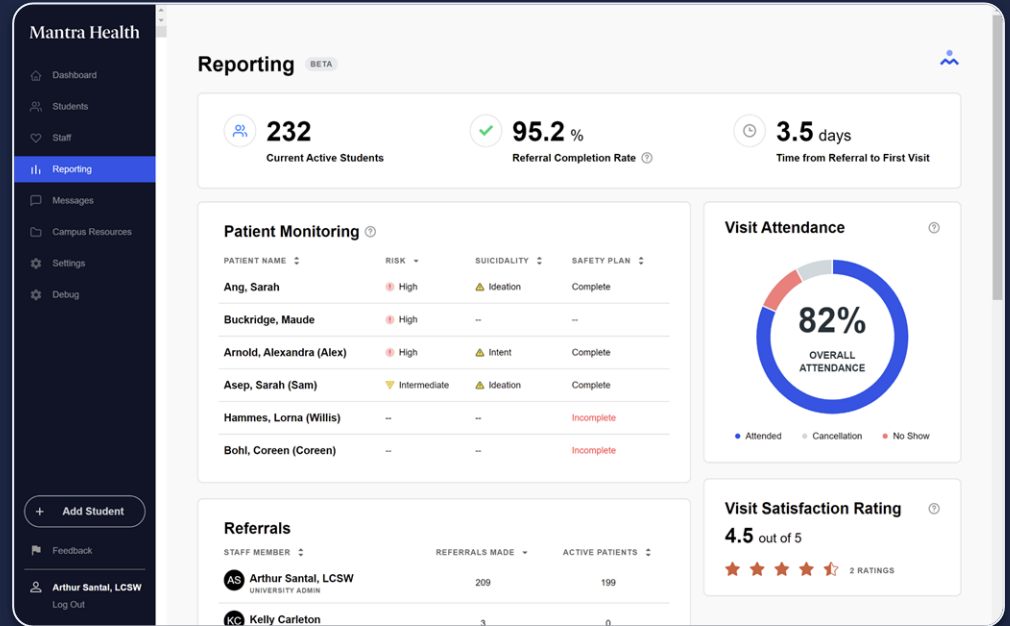 Mantra Health
Dashboard
Students
Staff
Reporting
Messages
Campus Resources
Settings
Debug
+ Add Student
Feedback
Arthur Santal, LCSW
Log Out
Reporting BETA
232
Current Active Students
95.2 %
Referral Completion Rate ?
3.5 days
Time from Referral to First Visit
Patient Monitoring ?
PATIENT NAME RISK SUICIDALITY SAFETY PLAN
Ang, Sarah High Ideation Complete
Buckridge, Maude High -- --
Arnold, Alexandra (Alex) High Intent Complete
Asep, Sarah (Sam) Intermediate Ideation Complete
Hammes, Lorna (Willis) -- -- Incomplete
Bohl, Coreen (Coreen) -- -- Incomplete
Visit Attendance ?
82%
OVERALL
ATTENDANCE
Attended Cancellation No Show
Referrals
STAFF MEMBER REFERRALS MADE ACTIVE PATIENTS
AS Arthur Santal, LCSW 209 199
UNIVERSITY ADMIN
KC Kelly Carleton 3 0
Visit Satisfaction Rating ?
4.5 out of 5
2 RATINGS